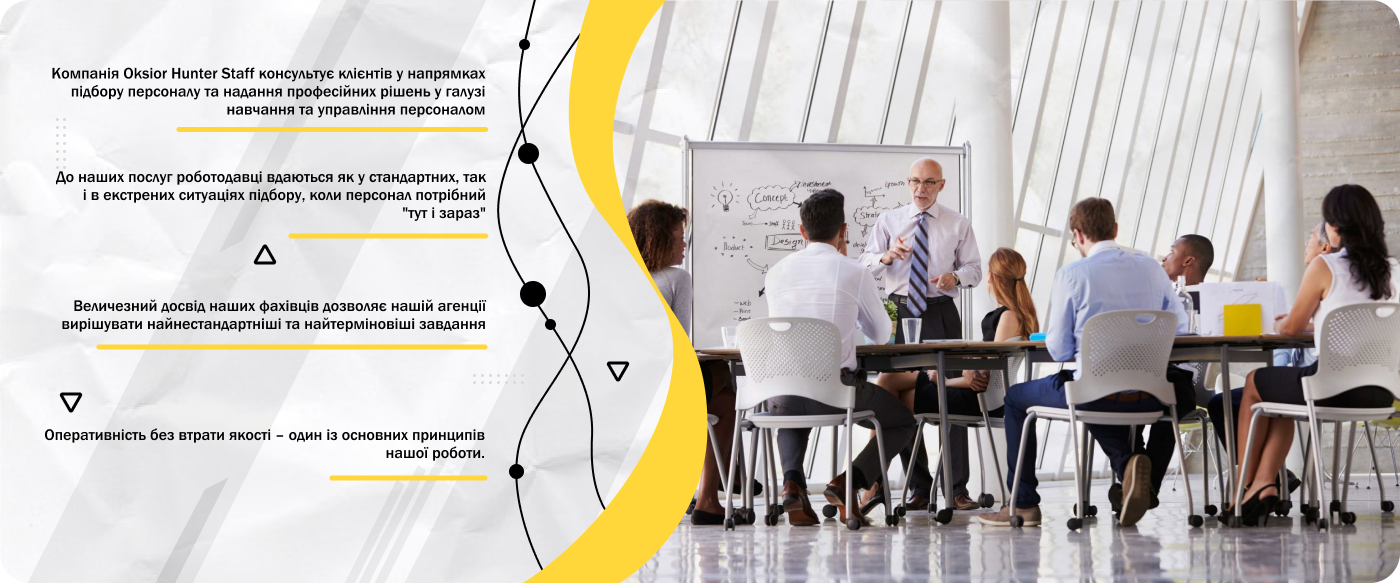 Компанія Oksior Hunter Staff консультує клієнтів у напрямках
підбору персоналу та надання професійних рішень у галузі
навчання та управління персоналом
До наших послуг роботодавці вдаються як у стандартних, так
і в екстрених ситуаціях підбору, коли персонал потрібний
"тут і зараз"
Величезний досвід наших фахівців дозволяє нашій агенції
вирішувати найнестандартніші та найтерміновіші завдання
Оперативність без втрати якості – один із основних принципів
нашої роботи.
Concept
Growth
Design
Product